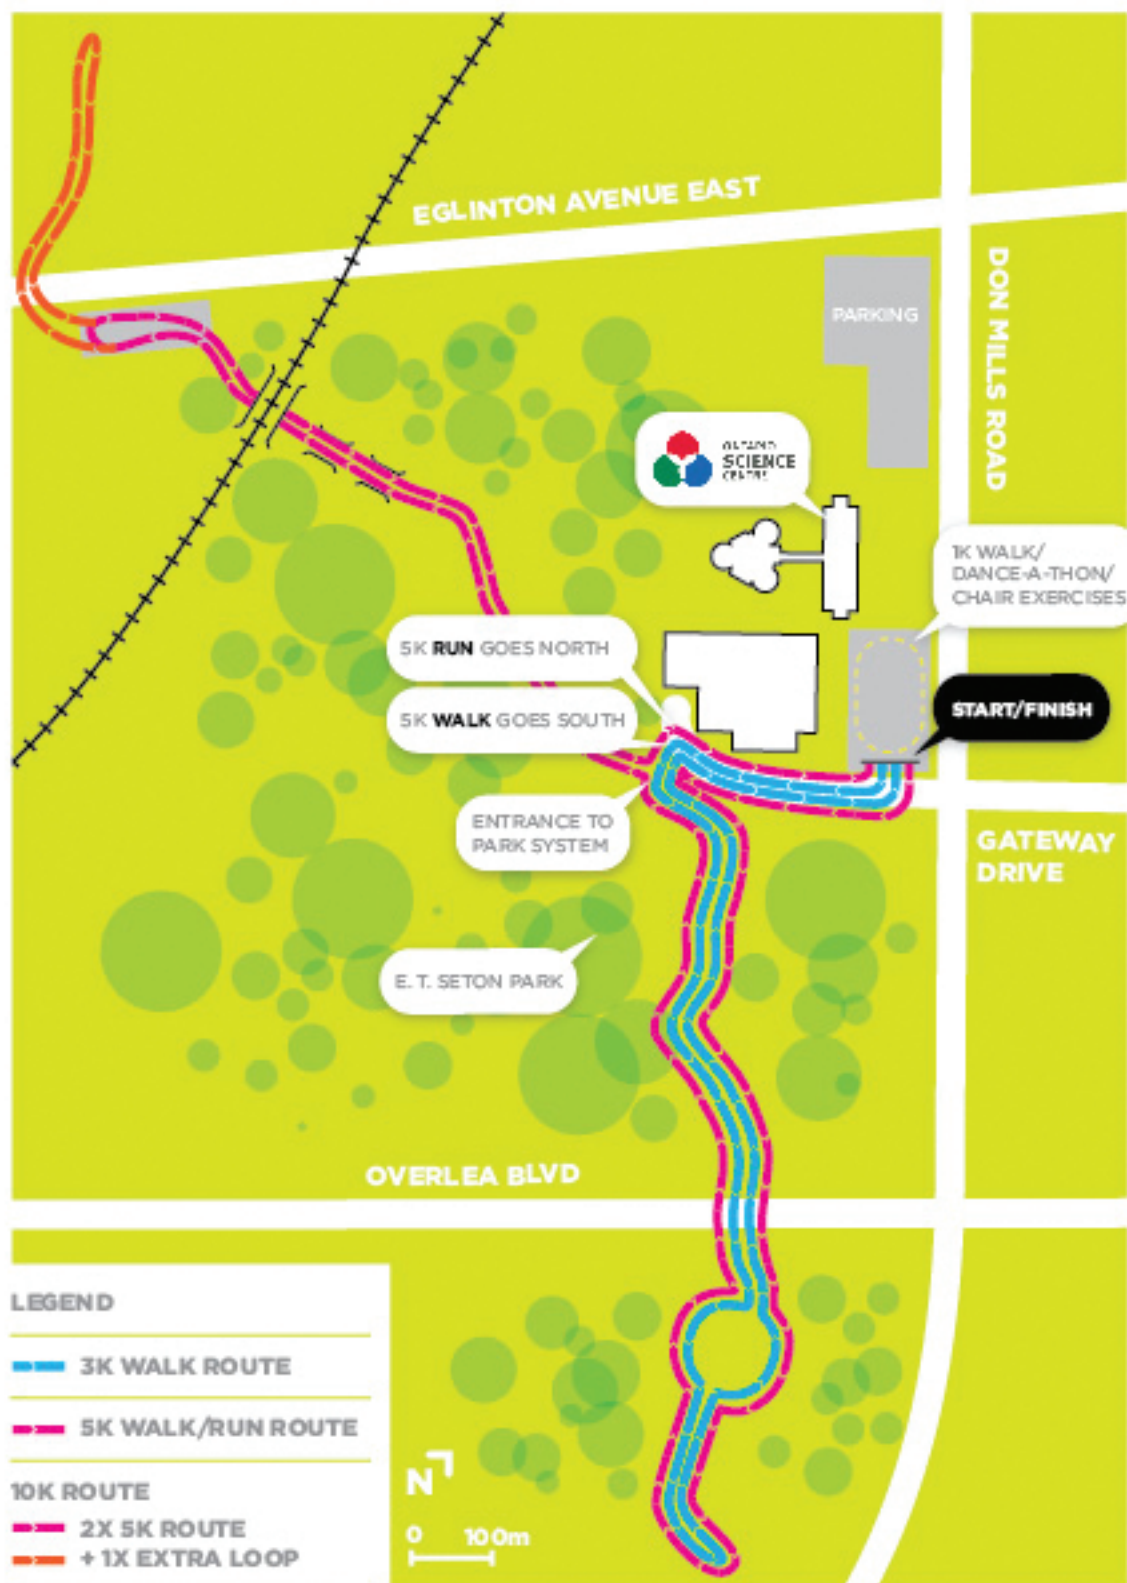 EGLINTON AVENUE EAST
DON MILLS ROAD
PARKING
ONTARIO
SCIENCE
CENTRE
1K WALK/
DANCE-A-THON/
CHAIR EXERCISES
5K RUN GOES NORTH
5K WALK GOES SOUTH
START/FINISH
ENTRANCE TO
PARK SYSTEM
GATEWAY
DRIVE
E. T. SETON PARK
OVERLEA BLVD
LEGEND
3K WALK ROUTE
5K WALK/RUN ROUTE
10K ROUTE
2X 5K ROUTE
+ 1X EXTRA LOOP
N
0 100m